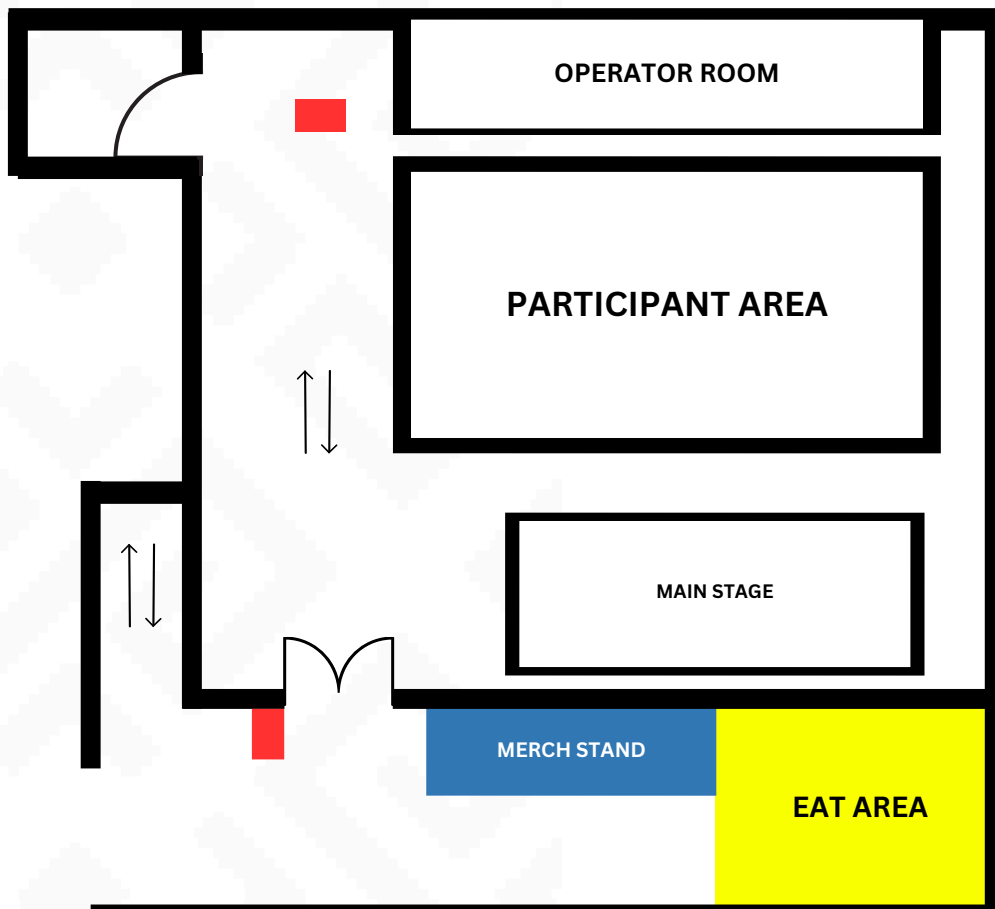 OPERATOR ROOM
PARTICIPANT AREA
MAIN STAGE
MERCH STAND
EAT AREA